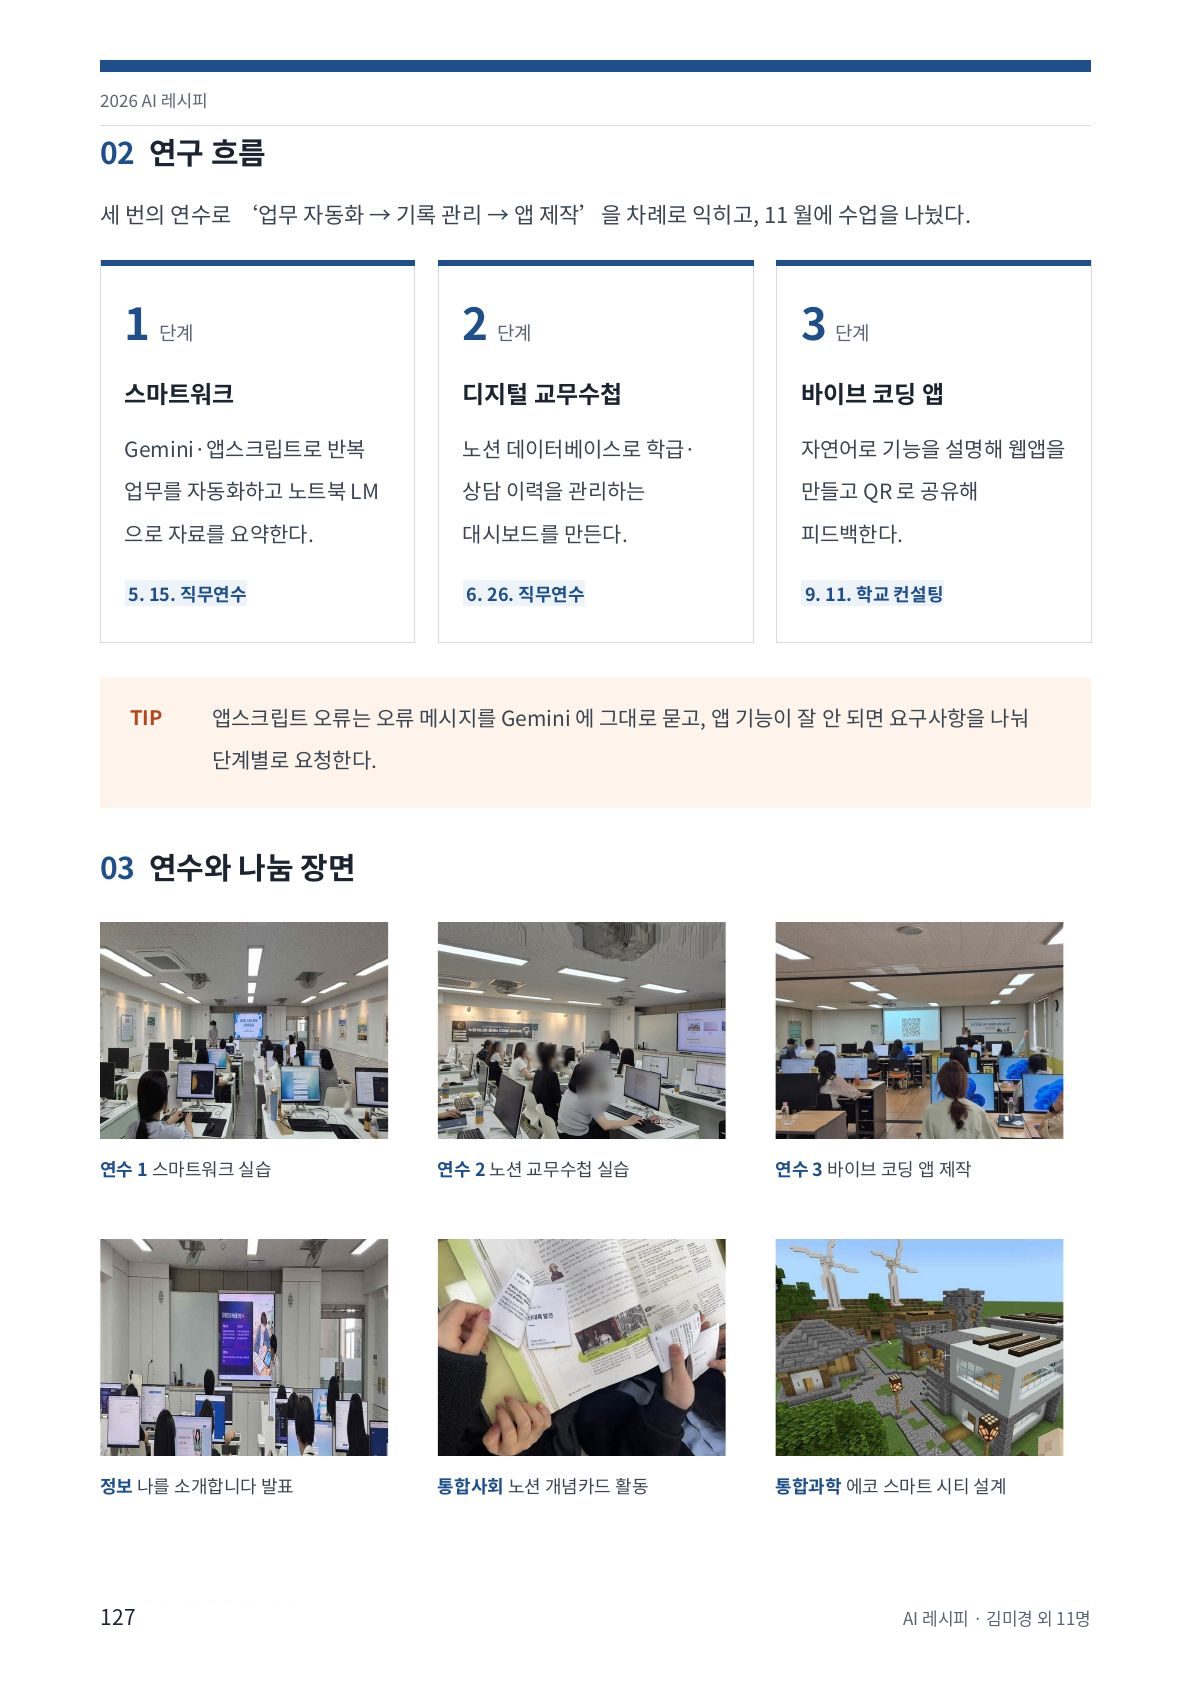 2026 AI 레시피
02 연구 흐름
세 번의 연수로 ‘업무 자동화 → 기록 관리 → 앱 제작’을 차례로 익히고, 11월에 수업을 나눴다.
1 단계
스마트워크
Gemini·앱스크립트로 반복
업무를 자동화하고 노트북 LM
으로 자료를 요약한다.
5. 15. 직무연수
2 단계
디지털 교무수첩
노션 데이터베이스로 학급·
상담 이력을 관리하는
대시보드를 만든다.
6. 26. 직무연수
3 단계
바이브 코딩 앱
자연어로 기능을 설명해 웹앱을
만들고 QR로 공유해
피드백한다.
9. 11. 학교 컨설팅
TIP
앱스크립트 오류는 오류 메시지를 Gemini에 그대로 묻고, 앱 기능이 잘 안 되면 요구사항을 나눠
단계별로 요청한다.
03 연수와 나눔 장면
연수 1 스마트워크 실습
연수 2 노션 교무수첩 실습
연수 3 바이브 코딩 앱 제작
정보 나를 소개합니다 발표
통합사회 노션 개념카드 활동
통합과학 에코 스마트 시티 설계
127
AI 레시피 · 김미경 외 11명